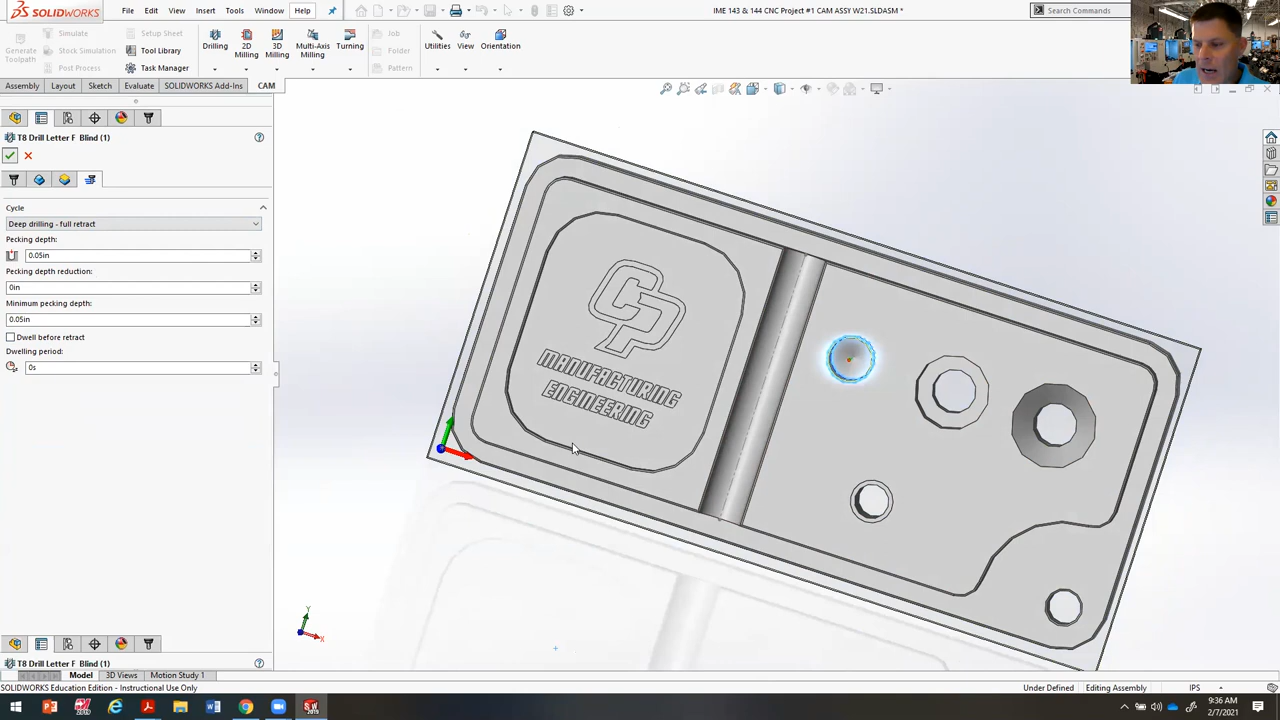 SOLIDWORKS
File
Edit
View
Insert
Tools
Window
Help
IME 143 & 144 CNC Project #1 CAM ASSY W21.SLDASM *
Search Commands
Generate
Toolpath
Simulate
Stock Simulation
Post Process
Setup Sheet
Tool Library
Task Manager
Drilling
2D
Milling
3D
Milling
Multi-Axis
Milling
Turning
Job
Folder
Pattern
Utilities
View
Orientation
Assembly
Layout
Sketch
Evaluate
SOLIDWORKS Add-Ins
CAM
T8 Drill Letter F Blind (1)
Cycle
Deep drilling - full retract
Pecking depth:
0.05in
Pecking depth reduction:
0in
Minimum pecking depth:
0.05in
Dwell before retract
Dwelling period:
0s
CP
MANUFACTURING
ENGINEERING
Y
X
T8 Drill Letter F Blind (1)
Model
3D Views
Motion Study 1
SOLIDWORKS Education Edition - Instructional Use Only
Under Defined
Editing Assembly
IPS
9:36 AM
2/7/2021